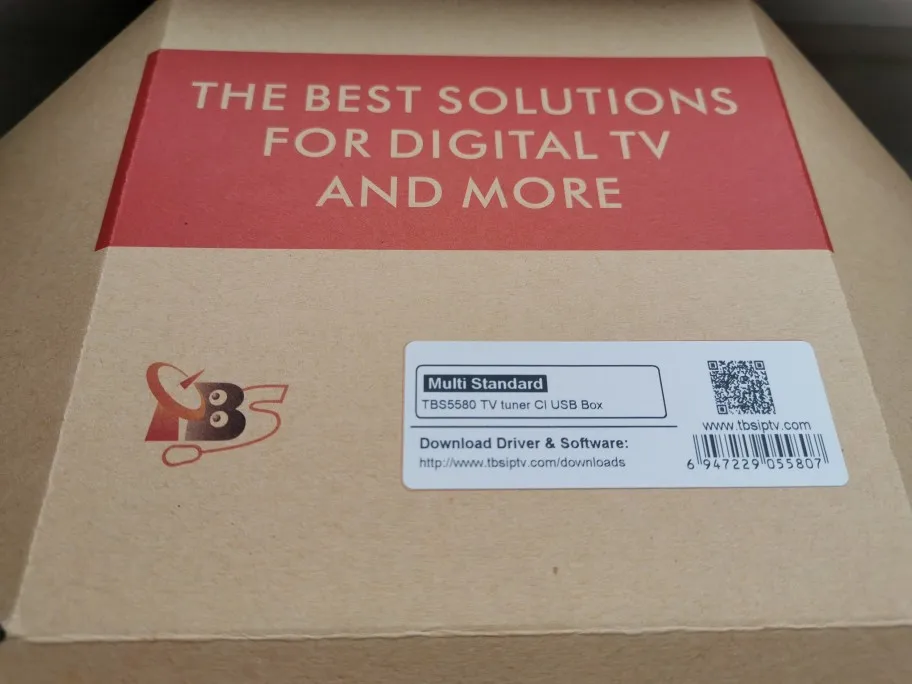 THE BEST SOLUTIONS
FOR DIGITAL TV
AND MORE
TBS
Multi Standard
TBS5580 TV tuner CI USB Box
Download Driver & Software:
http://www.tbsiptv.com/downloads
www.tbsiptv.com
6 947229 055807